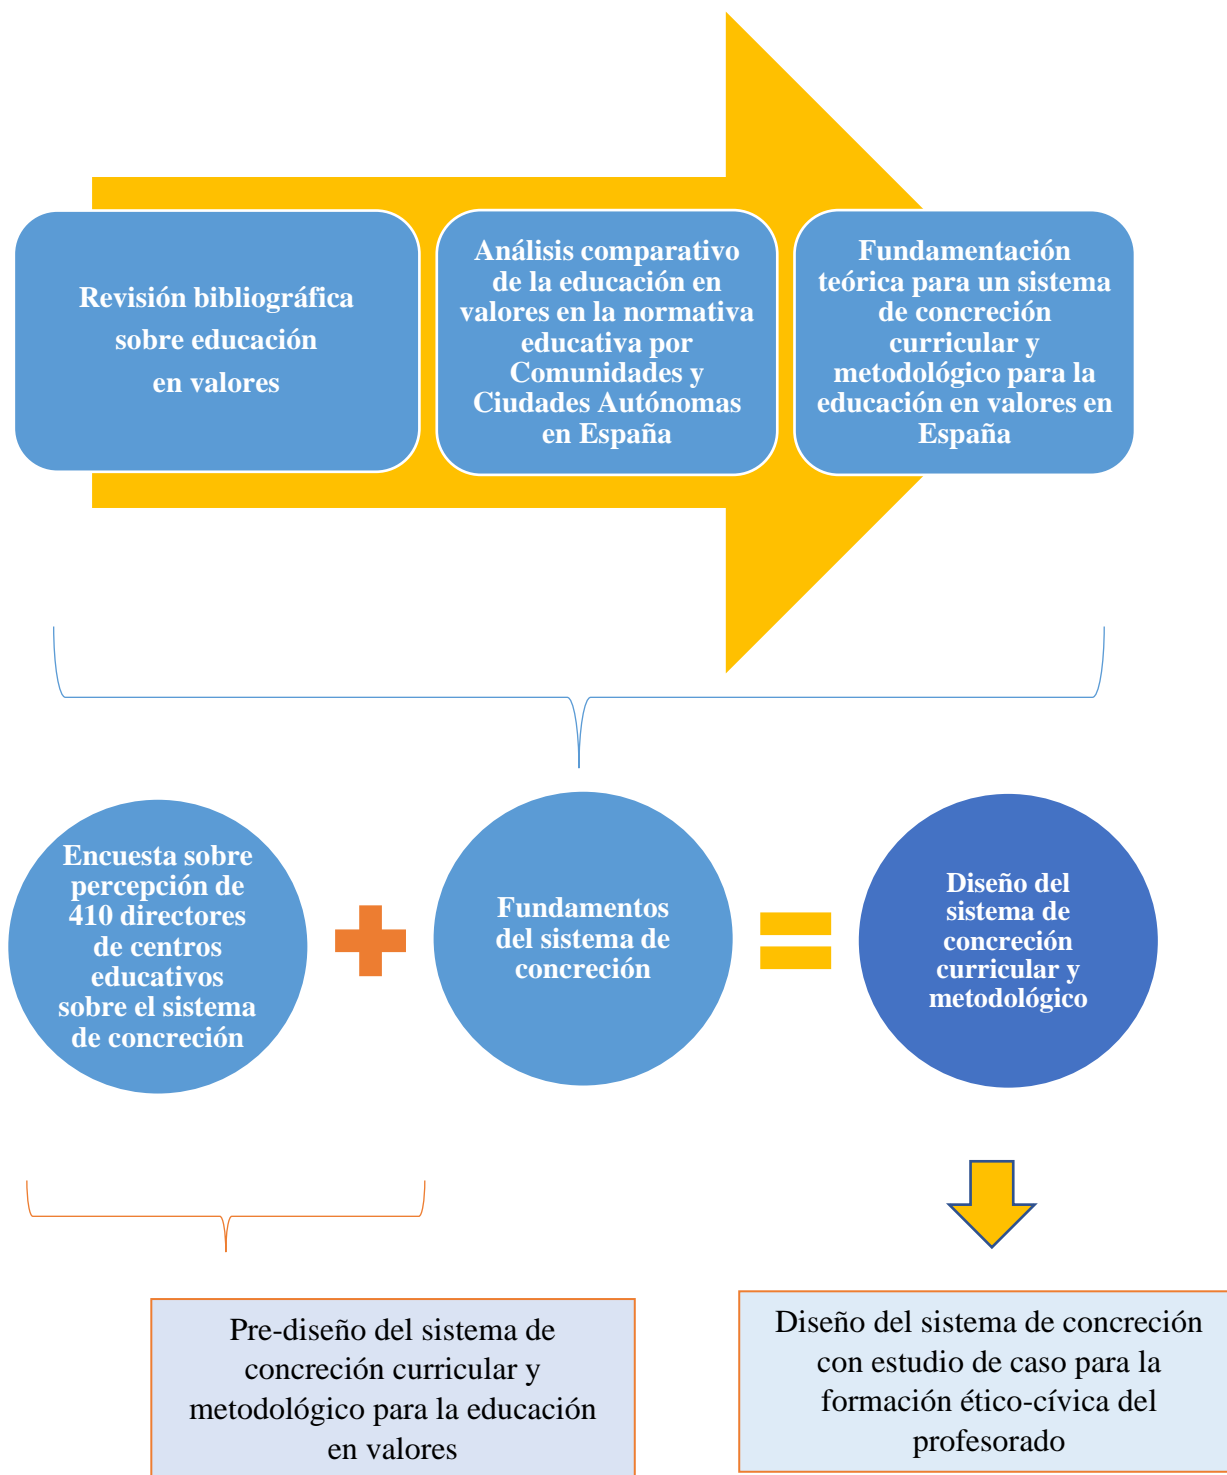 Revisión bibliográfica
sobre educación
en valores
Análisis comparativo
de la educación en
valores en la normativa
educativa por
Comunidades y
Ciudades Autónomas
en España
Fundamentación
teórica para un sistema
de concreción
curricular y
metodológico para la
educación en valores en
España
Encuesta sobre
percepción de
410 directores
de centros
educativos
sobre el sistema
de concreción
Fundamentos
del sistema de
concreción
Diseño del
sistema de
concreción
curricular y
metodológico
Pre-diseño del sistema de
concreción curricular y
metodológico para la educación
en valores
Diseño del sistema de concreción
con estudio de caso para la
formación ético-cívica del
profesorado